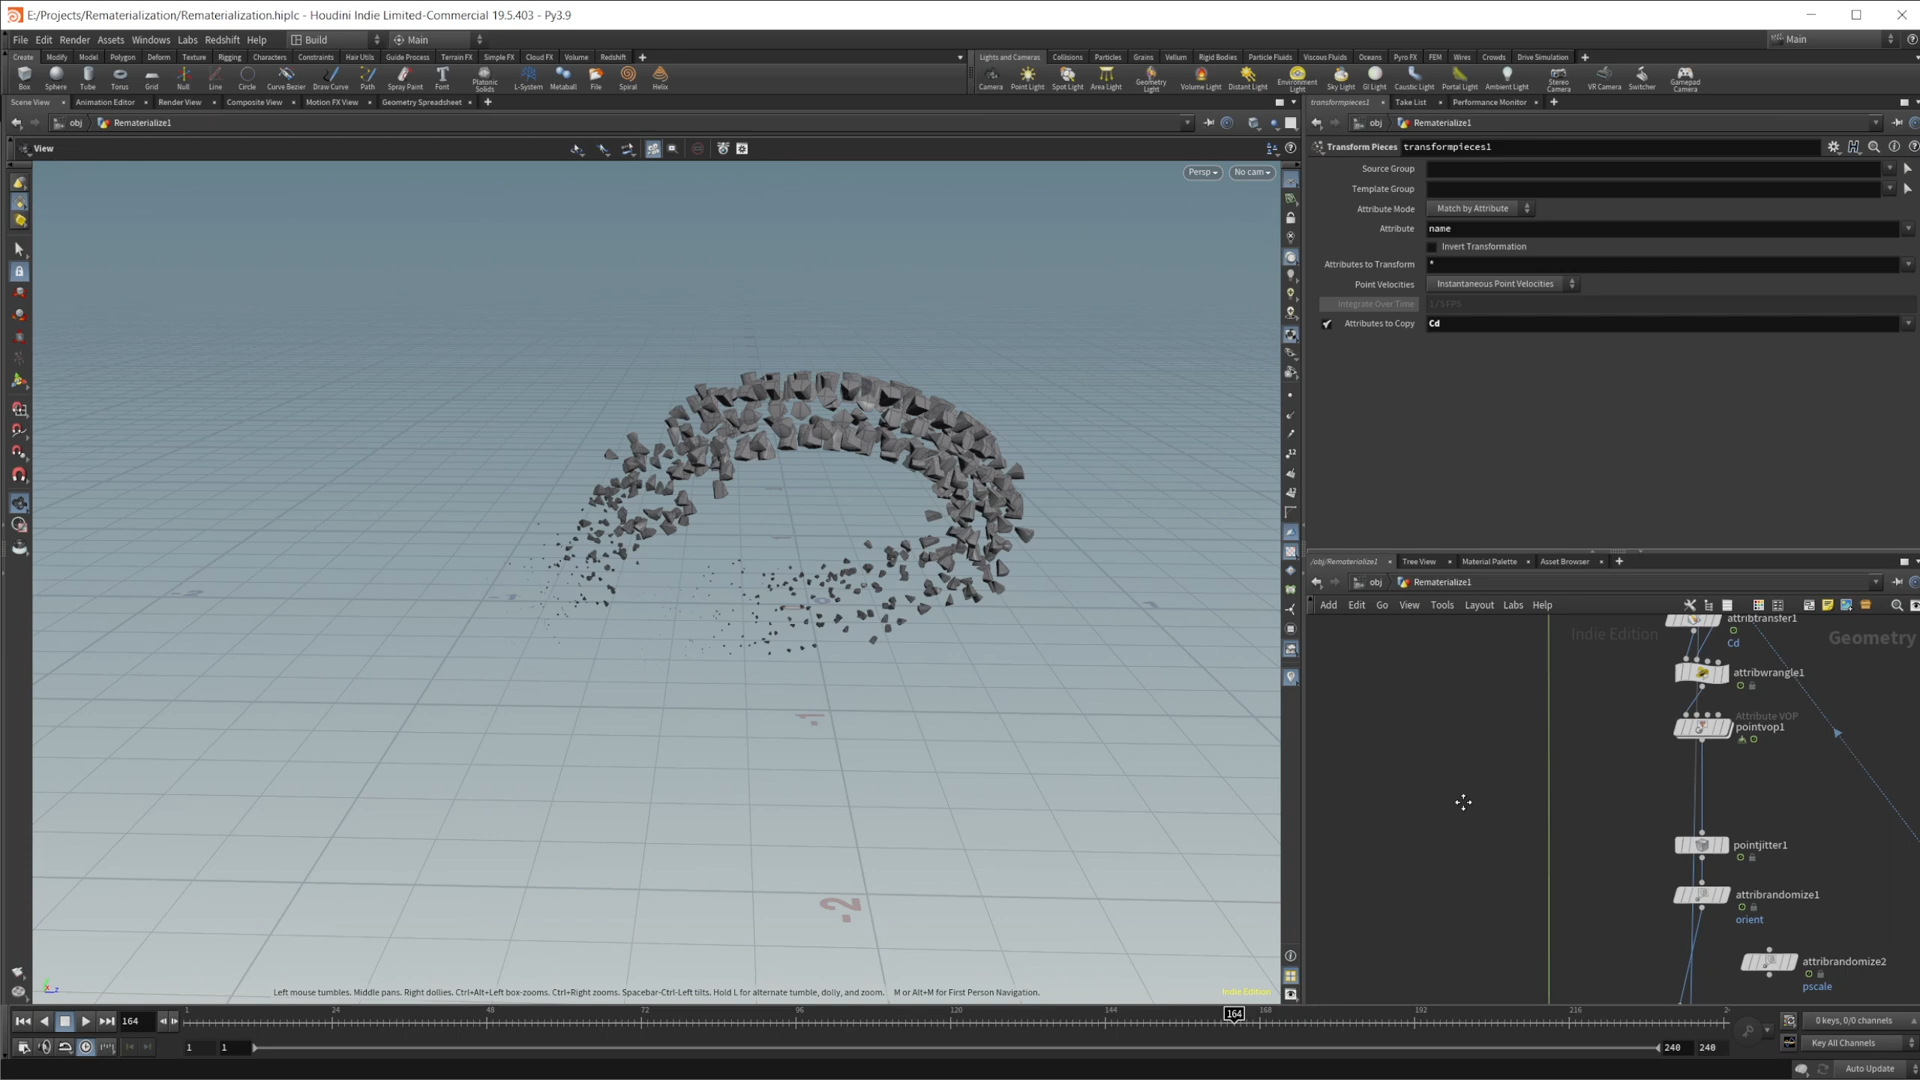 E:/Projects/Rematerialization/Rematerialization.hiplc - Houdini Indie Limited-Commercial 19.5.403 - Py3.9
File Edit Render Assets Windows Labs Redshift Help Build Main Main
Create Modify Model Polygon Deform Texture Rigging Characters Constraints Hair Utils Guide Process Terrain FX Simple FX Cloud FX Volume Redshift
Lights and Cameras Collisions Particles Grains Vellum Rigid Bodies Particle Fluids Viscous Fluids Oceans Pyro FX FEM Wires Crowds Drive Simulation
Box Sphere Tube Torus Grid Null Line Circle Curve Bezier Draw Curve Path Spray Paint Font Platonic Solids L-System Metaball File Spiral Helix
Camera Point Light Spot Light Area Light Geometry Light Volume Light Distant Light Environment Light Sky Light GI Light Caustic Light Portal Light Ambient Light Stereo Camera VR Camera Switcher Gamepad Camera
Scene View Animation Editor Render View Composite View Motion FX View Geometry Spreadsheet
transformpieces1 Take List Performance Monitor
obj Rematerialize1
obj Rematerialize1
View
Persp No cam
Transform Pieces transformpieces1
Source Group
Template Group
Attribute Mode Match by Attribute
Attribute name
Invert Transformation
Attributes to Transform *
Point Velocities Instantaneous Point Velocities
Integrate Over Time 1/$FPS
Attributes to Copy Cd
/obj/Rematerialize1 Tree View Material Palette Asset Browser
obj Rematerialize1
Add Edit Go View Tools Layout Labs Help
Indie Edition Geometry
attribtransfer1
Cd
attribwrangle1
Attribute VOP
pointvop1
pointjitter1
attribrandomize1
orient
attribrandomize2
pscale
-1
-2
Left mouse tumbles. Middle pans. Right dollies. Ctrl+Alt+Left box-zooms. Ctrl+Right zooms. Spacebar-Ctrl-Left tilts. Hold L for alternate tumble, dolly, and zoom. M or Alt+M for First Person Navigation.
Indie Edition
164 1 24 48 72 96 120 144 164 168 192 216 2
0 keys, 0/0 channels
1 1 240 240
Key All Channels
Auto Update